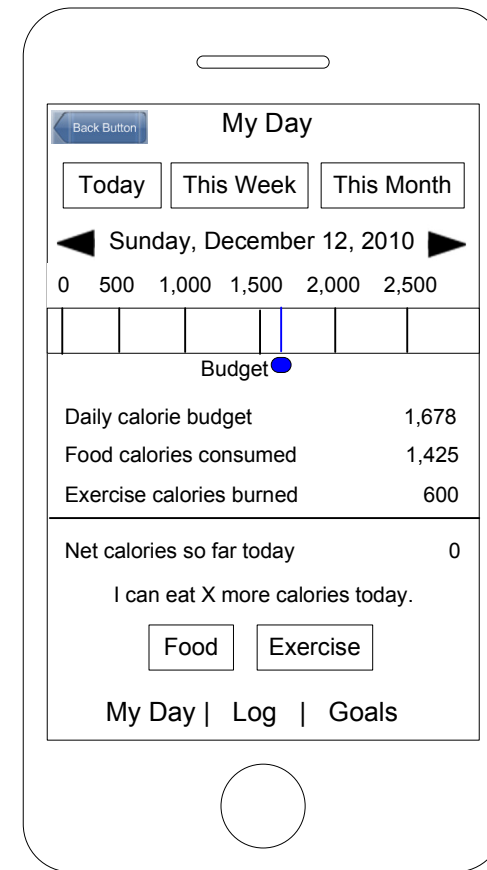 Back Button My Day
Today This Week This Month
Sunday, December 12, 2010
0 500 1,000 1,500 2,000 2,500
Budget
Daily calorie budget 1,678
Food calories consumed 1,425
Exercise calories burned 600
Net calories so far today 0
I can eat X more calories today.
Food Exercise
My Day | Log | Goals